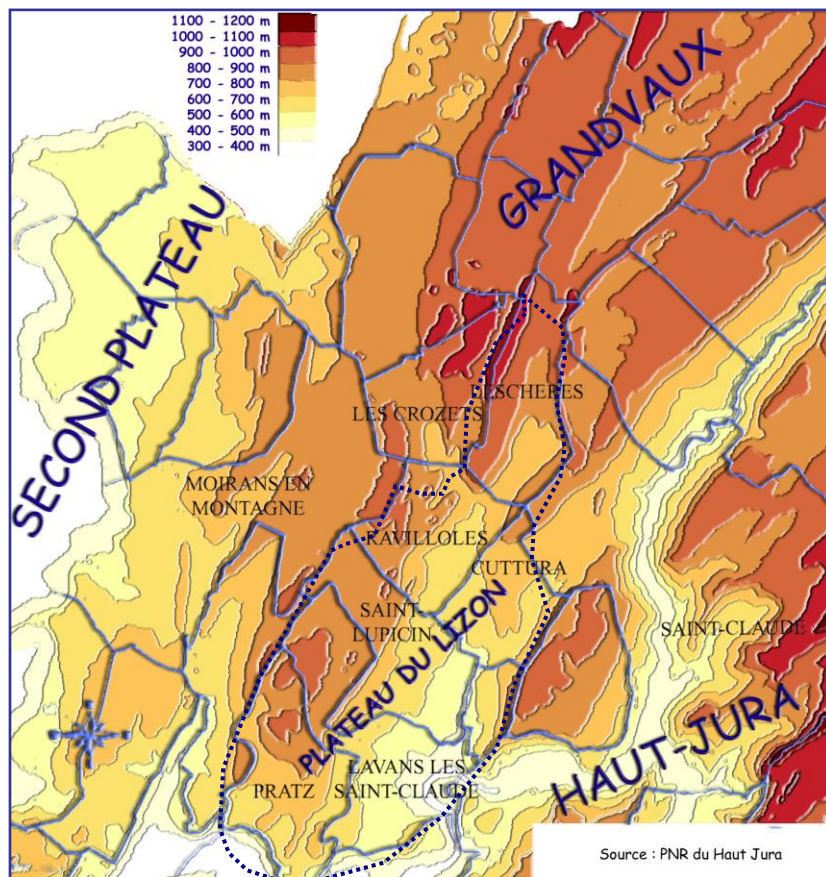 1100 - 1200 m
1000 - 1100 m
900 - 1000 m
800 - 900 m
700 - 800 m
600 - 700 m
500 - 600 m
400 - 500 m
300 - 400 m
GRANDVAUX
SECOND PLATEAU
LESCHERES
LES CROZETS
MOIRANS EN
MONTAGNE
RAVILLOLES
CUTTURA
SAINT-
LUPICIN
SAINT-CLAUDE
PLATEAU DU LIZON
HAUT-JURA
LAVANS LES
SAINT-CLAUDE
PRATZ
Source : PNR du Haut Jura